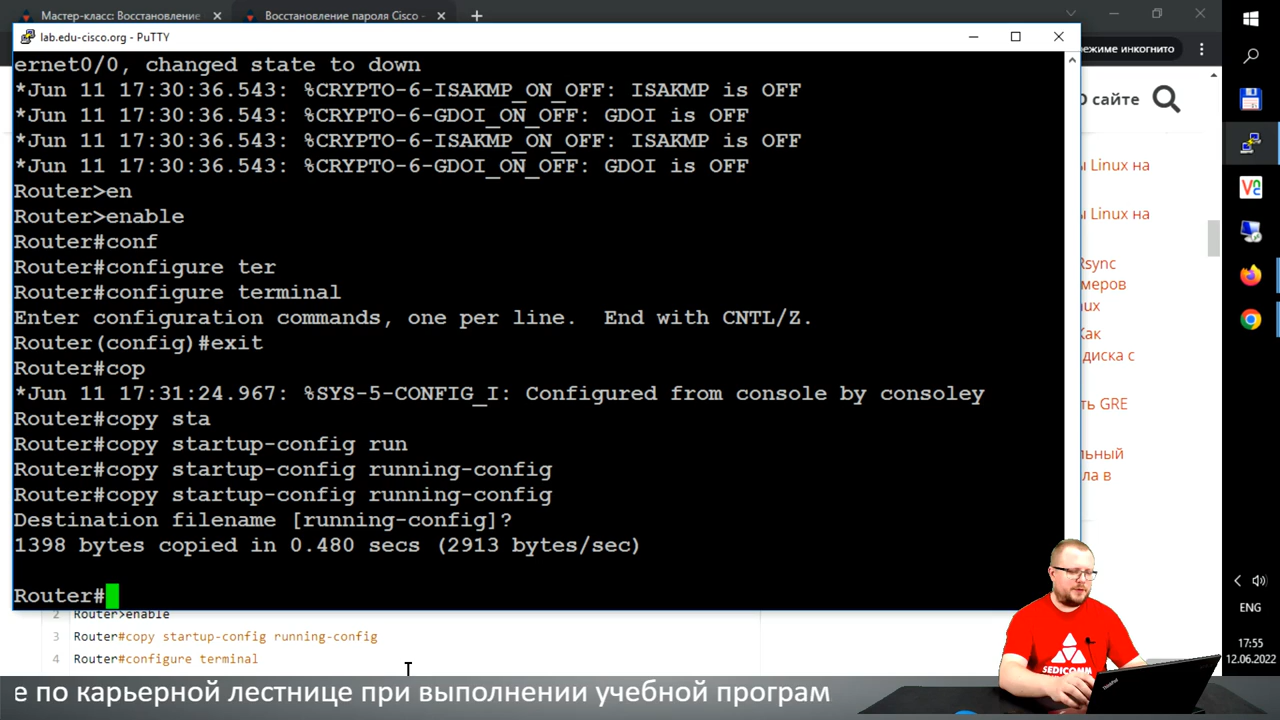 Мастер-класс: Восстановление
Восстановление пароля Cisco -
lab.edu-cisco.org - PuTTY
ежиме инкогнито
ernet0/0, changed state to down
*Jun 11 17:30:36.543: %CRYPTO-6-ISAKMP_ON_OFF: ISAKMP is OFF
*Jun 11 17:30:36.543: %CRYPTO-6-GDOI_ON_OFF: GDOI is OFF
*Jun 11 17:30:36.543: %CRYPTO-6-ISAKMP_ON_OFF: ISAKMP is OFF
*Jun 11 17:30:36.543: %CRYPTO-6-GDOI_ON_OFF: GDOI is OFF
Router>en
Router>enable
Router#conf
Router#configure ter
Router#configure terminal
Enter configuration commands, one per line.  End with CNTL/Z.
Router(config)#exit
Router#cop
*Jun 11 17:31:24.967: %SYS-5-CONFIG_I: Configured from console by consoley
Router#copy sta
Router#copy startup-config run
Router#copy startup-config running-config
Router#copy startup-config running-config
Destination filename [running-config]?
1398 bytes copied in 0.480 secs (2913 bytes/sec)
Router#
О сайте
ы Linux на
ы Linux на
Rsync
меров
ux
Как
диска с
ть GRE
льный
ла в
2 Router>enable
3 Router#copy startup-config running-config
4 Router#configure terminal
ENG
17:55
12.06.2022
SEDICOMM
ThinkPad
е по карьерной лестнице при выполнении учебной програм